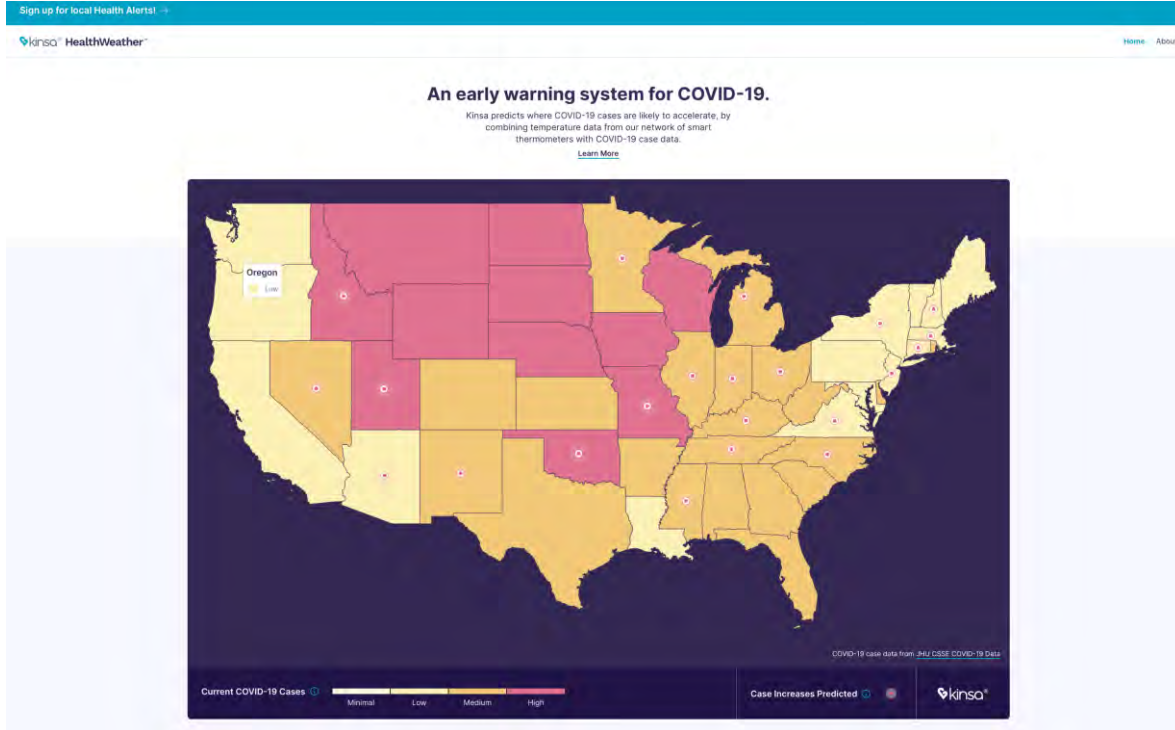 Sign up for local Health Alerts! →
kinsa® HealthWeather™
Home Abou
An early warning system for COVID-19.
Kinsa predicts where COVID-19 cases are likely to accelerate, by
combining temperature data from our network of smart
thermometers with COVID-19 case data.
Learn More
Oregon
Low
COVID-19 case data from JHU CSSE COVID-19 Data
Current COVID-19 Cases
Minimal Low Medium High
Case Increases Predicted
kinsa®